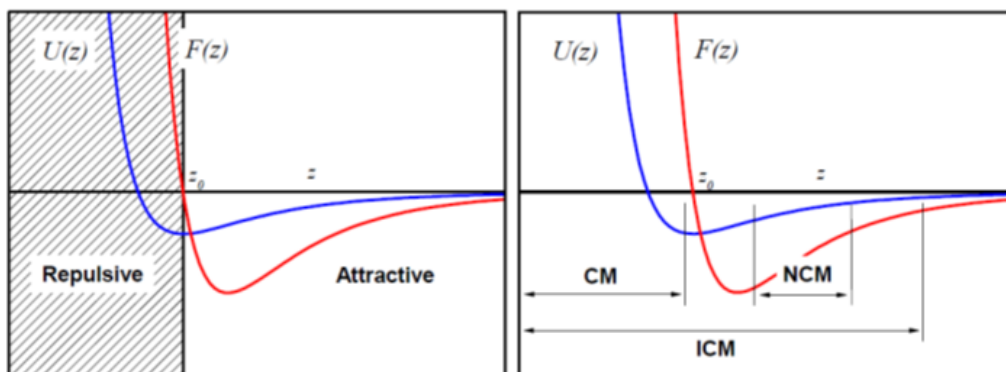 U(z) F(z)
z₀ z
Repulsive Attractive
U(z) F(z)
z₀ z
CM NCM
ICM